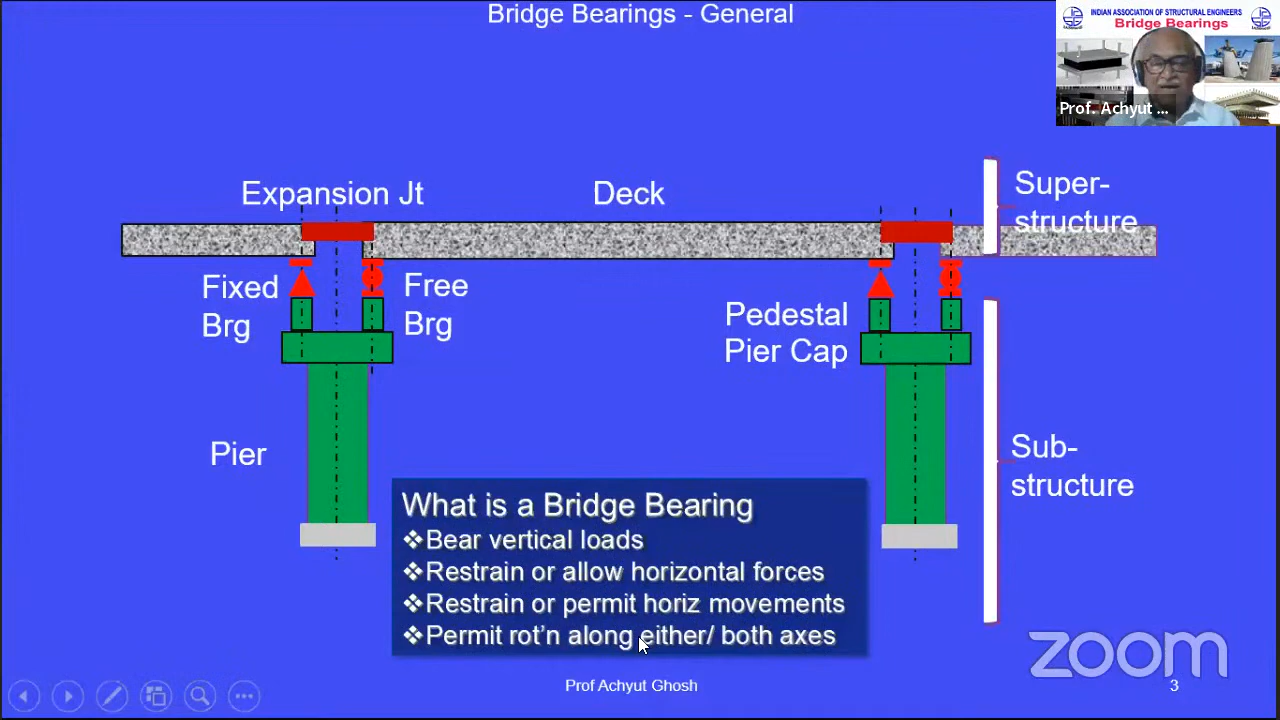 Bridge Bearings - General
INDIAN ASSOCIATION OF STRUCTURAL ENGINEERS
Bridge Bearings
Prof. Achyut ...
Expansion Jt
Deck
Super-
structure
Fixed
Brg
Free
Brg
Pedestal
Pier Cap
Pier
Sub-
structure
What is a Bridge Bearing
❖Bear vertical loads
❖Restrain or allow horizontal forces
❖Restrain or permit horiz movements
❖Permit rot’n along either/ both axes
zoom
Prof Achyut Ghosh
3